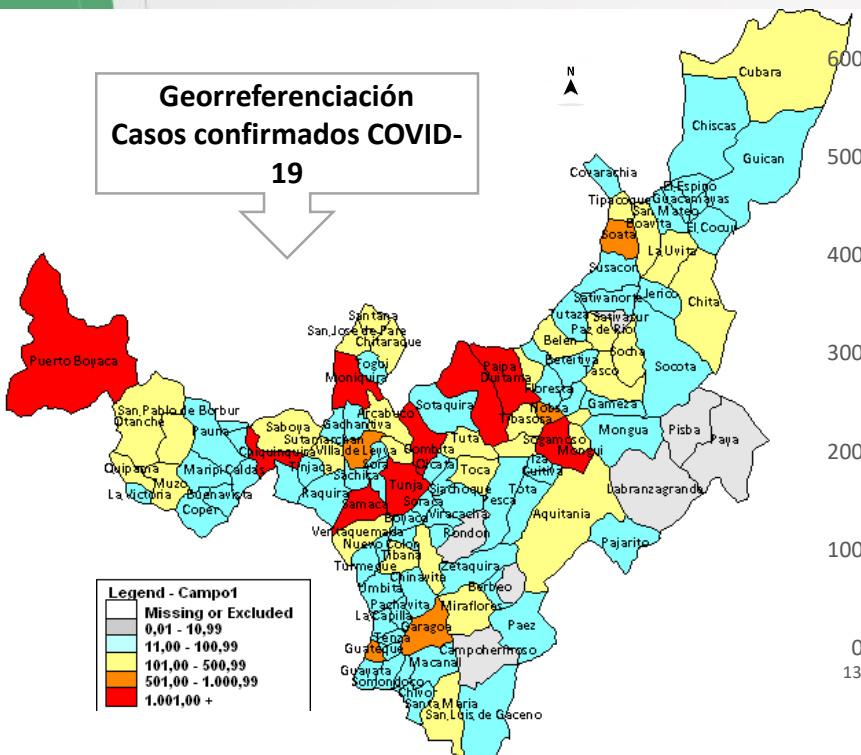 Georreferenciación
Casos confirmados COVID-
19
N
600
500
400
300
200
100
0
13
Cubara
Chiscas
Guican
Covarachia
El Espino
Tipacoque
Guacamayas
San Mateo
Boavita
El Cocuy
Soata
La Uvita
Susacon
Chita
Sativanorte
Jerico
Tutaza
Sativasur
Paz de Rio
Belen
Socha
Beteitiva
Tasco
Socota
Santana
San Jose de Pare
Chitaraque
Togui
Moniquira
Puerto Boyaca
Paipa
Duitama
Floresta
Sotaquira
Nobsa
Gameza
Tibasosa
Mongua
Pisba
Paya
San Pablo de Borbur
Otanche
Pauna
Saboya
Arcabuco
Gachantiva
Sutamarchan
Villa de Leyva
Combita
Tuta
Sogamoso
Mongui
Chiquinquira
Tinjada
Sora
Oicata
Toca
Iza
Cuitiva
Quipama
Maripi
Caldas
Muzo
La Victoria
Buenavista
Coper
Raquira
Sachica
Tunja
Siachoque
Tota
Pesca
Labranzagrande
Samaca
Soraca
Viracacha
Boyaca
Aquitania
Ventaquemada
Rondon
Nuevo Colon
Tibana
Turmeque
Zetaquira
Pajarito
Chinavita
Umbita
Berbeo
Pachavita
Miraflores
La Capilla
Garagoa
Paez
Tenza
Guateque
Campohermoso
Macanal
Guayata
Somondoco
Chivor
Santa Maria
San Luis de Gaceno
Legend - Campo1
Missing or Excluded
0,01 - 10,99
11,00 - 100,99
101,00 - 500,99
501,00 - 1.000,99
1.001,00 +